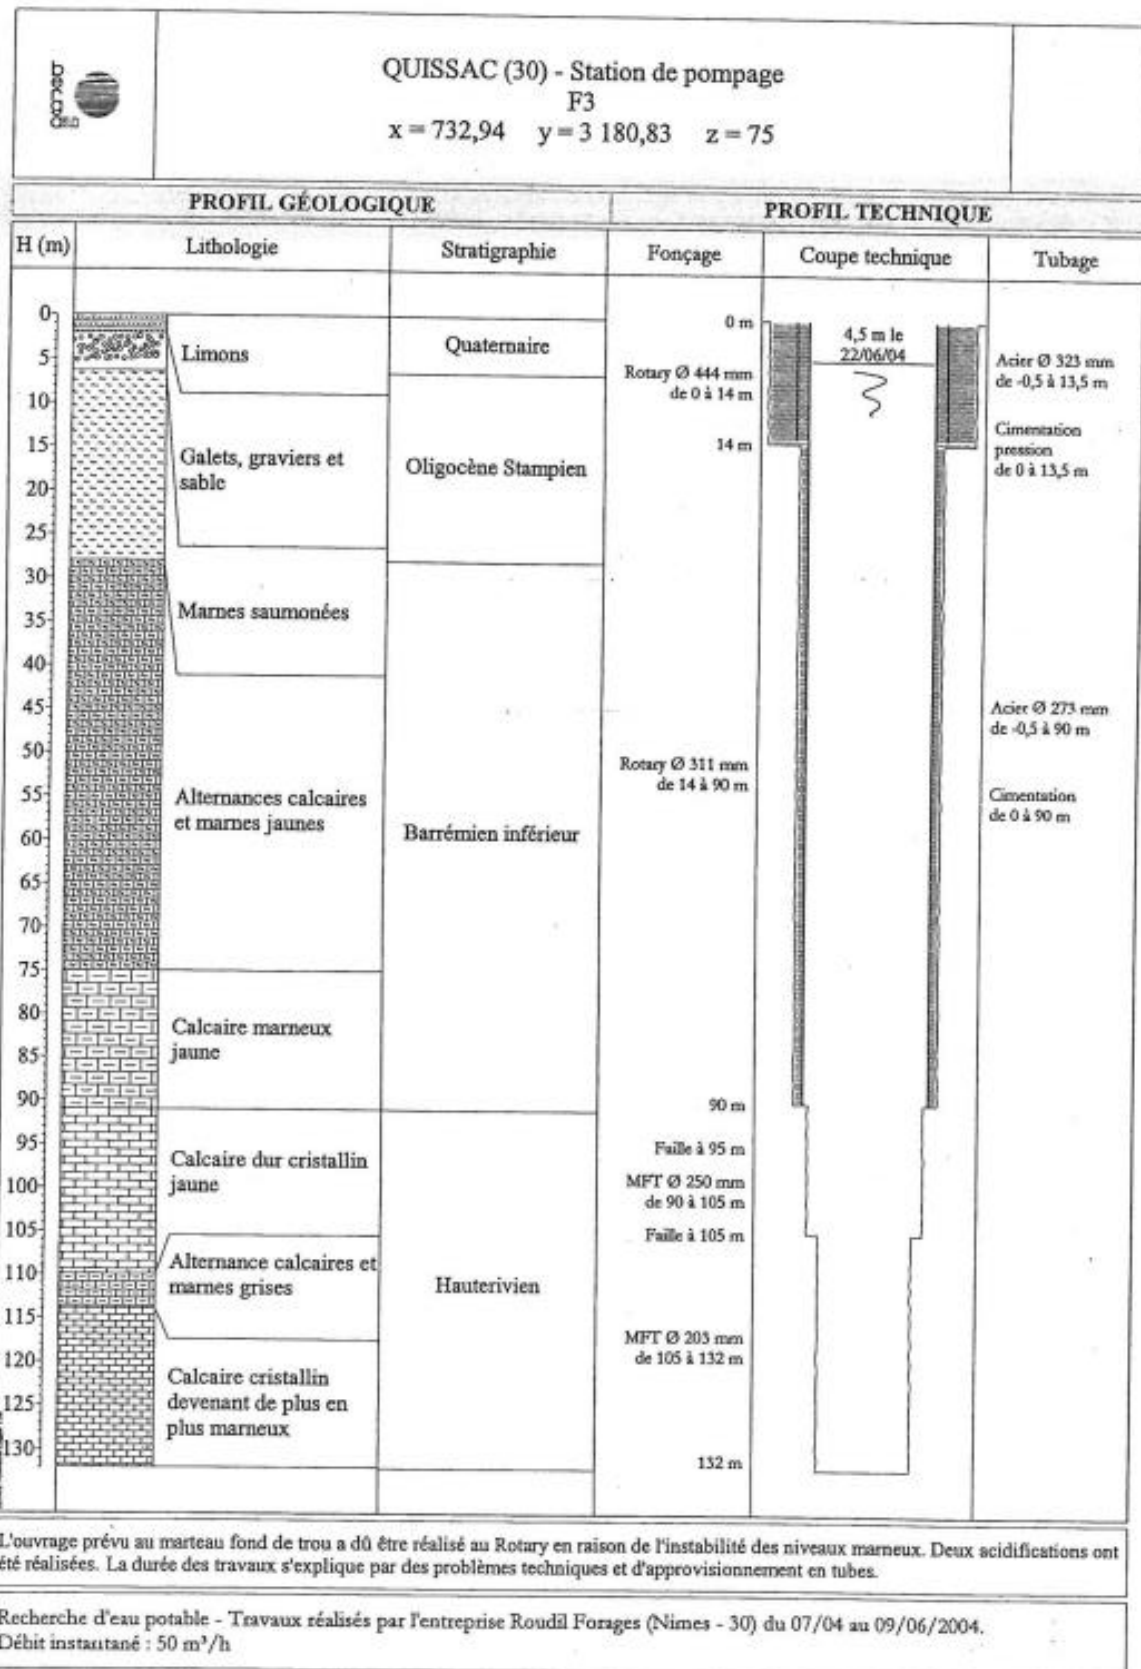 berga
QUISSAC (30) - Station de pompage
F3
x = 732,94 y = 3 180,83 z = 75
PROFIL GÉOLOGIQUE
PROFIL TECHNIQUE
H (m)
Lithologie
Stratigraphie
Fonçage
Coupe technique
Tubage
0
5
10
15
20
25
30
35
40
45
50
55
60
65
70
75
80
85
90
95
100
105
110
115
120
125
130
Limons
Galets, graviers et
sable
Marnes saumonées
Alternances calcaires
et marnes jaunes
Calcaire marneux
jaune
Calcaire dur cristallin
jaune
Alternance calcaires et
marnes grises
Calcaire cristallin
devenant de plus en
plus marneux
Quaternaire
Oligocène Stampien
Barrémien inférieur
Hauterivien
0 m
Rotary Ø 444 mm
de 0 à 14 m
14 m
Rotary Ø 311 mm
de 14 à 90 m
90 m
Faille à 95 m
MFT Ø 250 mm
de 90 à 105 m
Faille à 105 m
MFT Ø 203 mm
de 105 à 132 m
132 m
4,5 m le
22/06/04
Acier Ø 323 mm
de -0,5 à 13,5 m
Cimentation
pression
de 0 à 13,5 m
Acier Ø 273 mm
de -0,5 à 90 m
Cimentation
de 0 à 90 m
L'ouvrage prévu au marteau fond de trou a dû être réalisé au Rotary en raison de l'instabilité des niveaux marneux. Deux acidifications ont
été réalisées. La durée des travaux s'explique par des problèmes techniques et d'approvisionnement en tubes.
Recherche d'eau potable - Travaux réalisés par l'entreprise Roudil Forages (Nimes - 30) du 07/04 au 09/06/2004.
Débit instantané : 50 m³/h